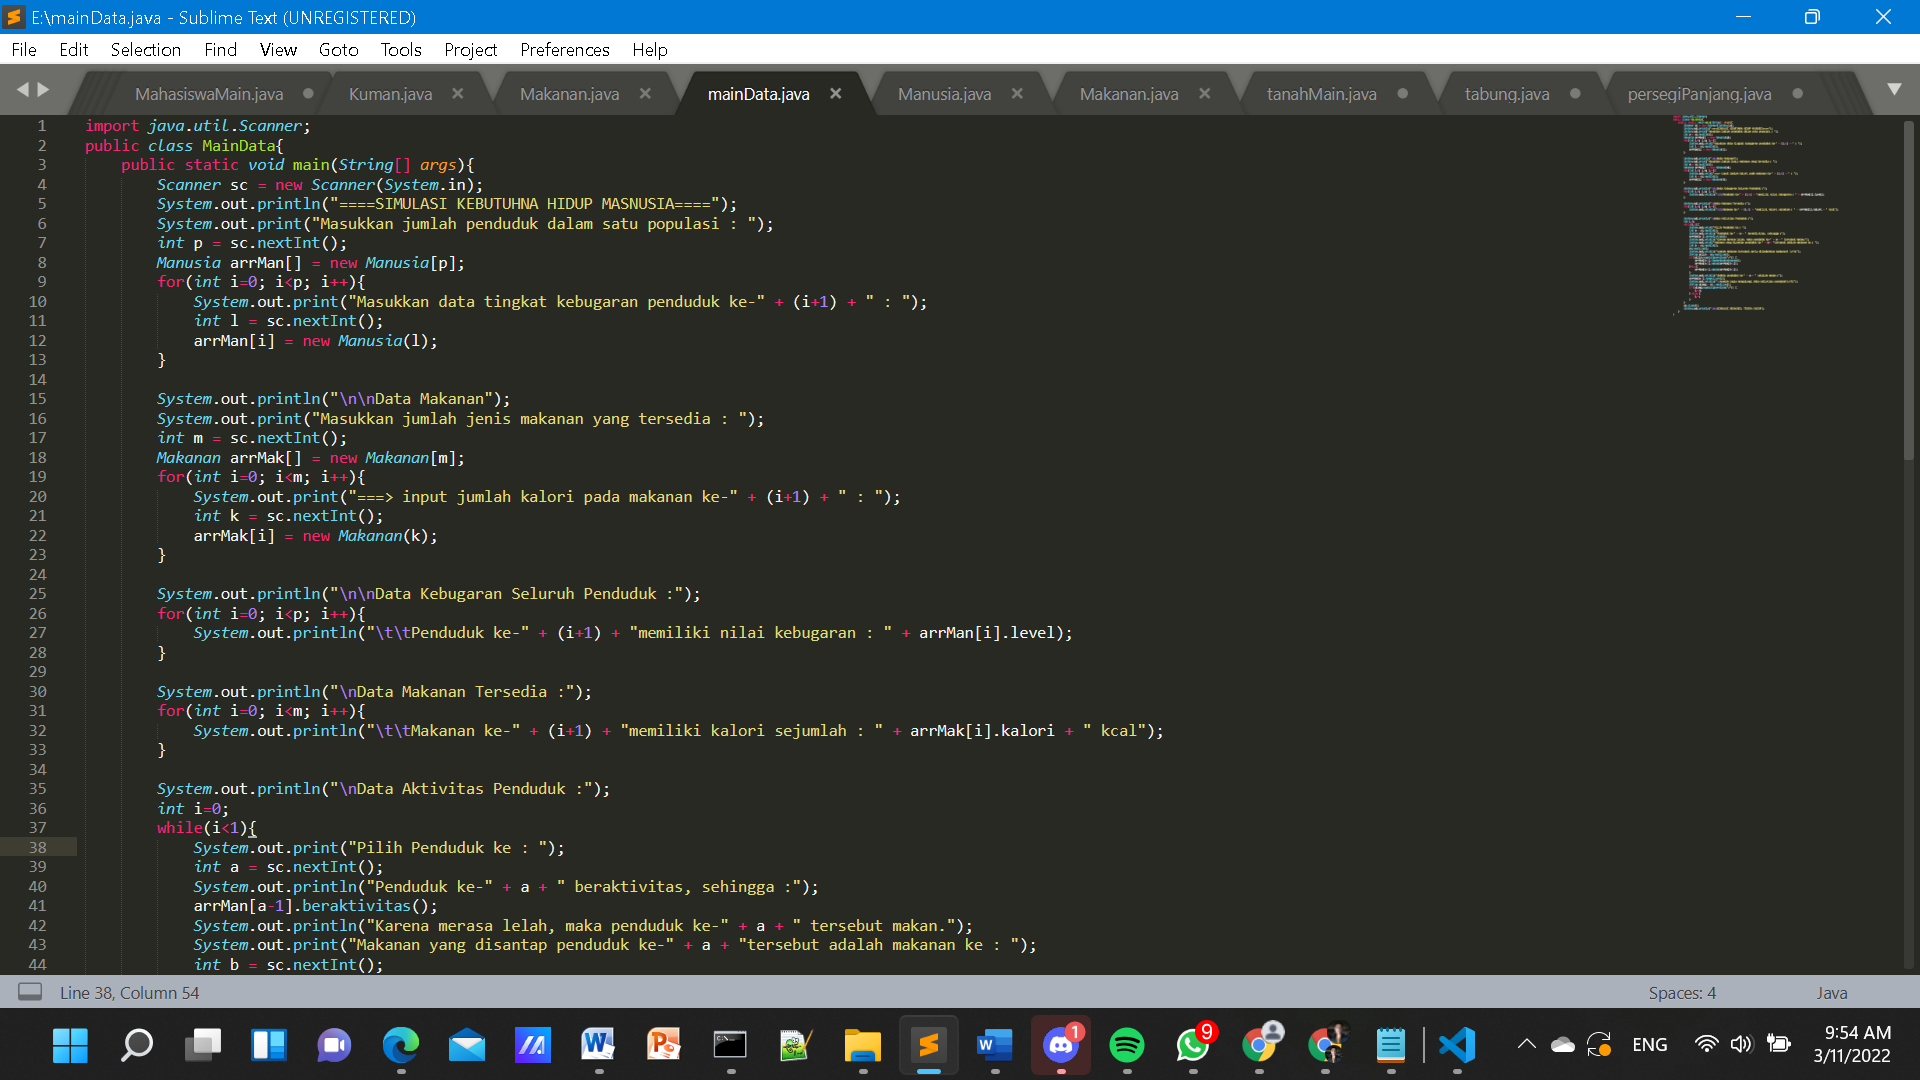 E:\mainData.java - Sublime Text (UNREGISTERED)
File Edit Selection Find View Goto Tools Project Preferences Help
MahasiswaMain.java Kuman.java Makanan.java mainData.java Manusia.java Makanan.java tanahMain.java tabung.java persegiPanjang.java
1 import java.util.Scanner;
2 public class MainData{
3 public static void main(String[] args){
4 Scanner sc = new Scanner(System.in);
5 System.out.println("====SIMULASI KEBUTUHNA HIDUP MASNUSIA====");
6 System.out.print("Masukkan jumlah penduduk dalam satu populasi : ");
7 int p = sc.nextInt();
8 Manusia arrMan[] = new Manusia[p];
9 for(int i=0; i<p; i++){
10 System.out.print("Masukkan data tingkat kebugaran penduduk ke-" + (i+1) + " : ");
11 int l = sc.nextInt();
12 arrMan[i] = new Manusia(l);
13 }
14
15 System.out.println("\n\nData Makanan");
16 System.out.print("Masukkan jumlah jenis makanan yang tersedia : ");
17 int m = sc.nextInt();
18 Makanan arrMak[] = new Makanan[m];
19 for(int i=0; i<m; i++){
20 System.out.print("===> input jumlah kalori pada makanan ke-" + (i+1) + " : ");
21 int k = sc.nextInt();
22 arrMak[i] = new Makanan(k);
23 }
24
25 System.out.println("\n\nData Kebugaran Seluruh Penduduk :");
26 for(int i=0; i<p; i++){
27 System.out.println("\t\tPenduduk ke-" + (i+1) + "memiliki nilai kebugaran : " + arrMan[i].level);
28 }
29
30 System.out.println("\nData Makanan Tersedia :");
31 for(int i=0; i<m; i++){
32 System.out.println("\t\tMakanan ke-" + (i+1) + "memiliki kalori sejumlah : " + arrMak[i].kalori + " kcal");
33 }
34
35 System.out.println("\nData Aktivitas Penduduk :");
36 int i=0;
37 while(i<1){
38 System.out.print("Pilih Penduduk ke : ");
39 int a = sc.nextInt();
40 System.out.println("Penduduk ke-" + a + " beraktivitas, sehingga :");
41 arrMan[a-1].beraktivitas();
42 System.out.println("Karena merasa lelah, maka penduduk ke-" + a + " tersebut makan.");
43 System.out.print("Makanan yang disantap penduduk ke-" + a + "tersebut adalah makanan ke : ");
44 int b = sc.nextInt();
Line 38, Column 54 Spaces: 4 Java
1 9 ENG 9:54 AM
3/11/2022